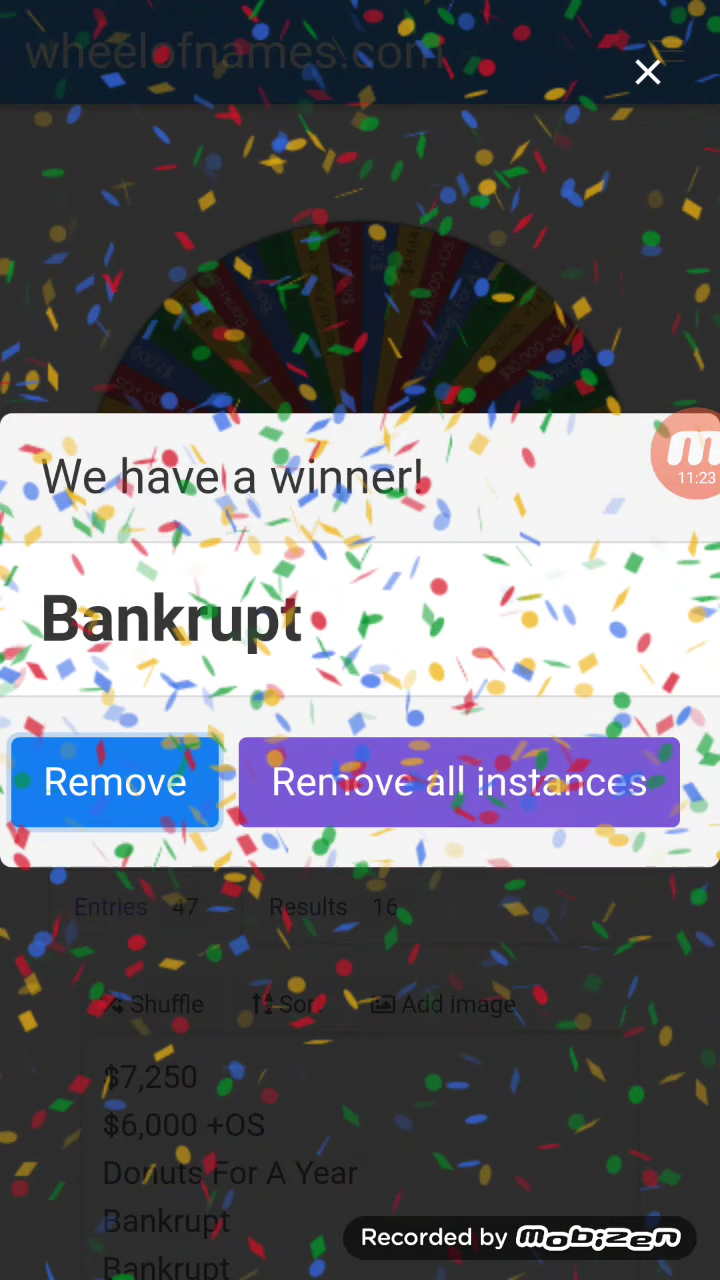 wheelofnames.com
We have a winner!
11:23
Bankrupt
Remove
Remove all instances
Entries 47
Results 16
Shuffle
Sort
Add image
$7,250
$6,000 +OS
Donuts For A Year
Bankrupt
Bankrupt
Recorded by mobizen